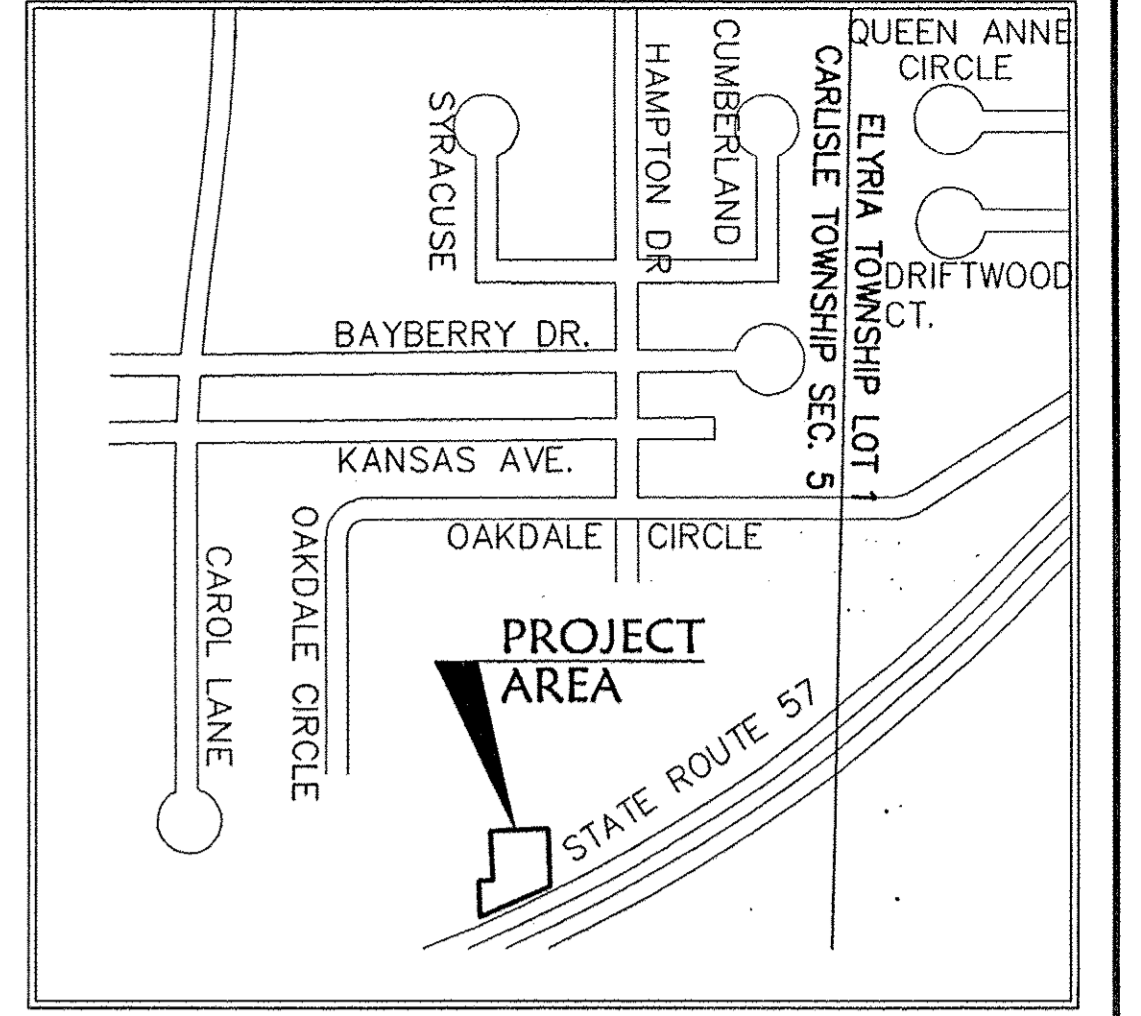 QUEEN ANNE
CIRCLE
SYRACUSE
HAMPTON DR
CUMBERLAND
CARLISLE TOWNSHIP SEC. 5
ELYRIA TOWNSHIP LOT 1
DRIFTWOOD
CT.
BAYBERRY DR.
KANSAS AVE.
OAKDALE CIRCLE
CAROL LANE
OAKDALE CIRCLE
PROJECT
AREA
STATE ROUTE 57